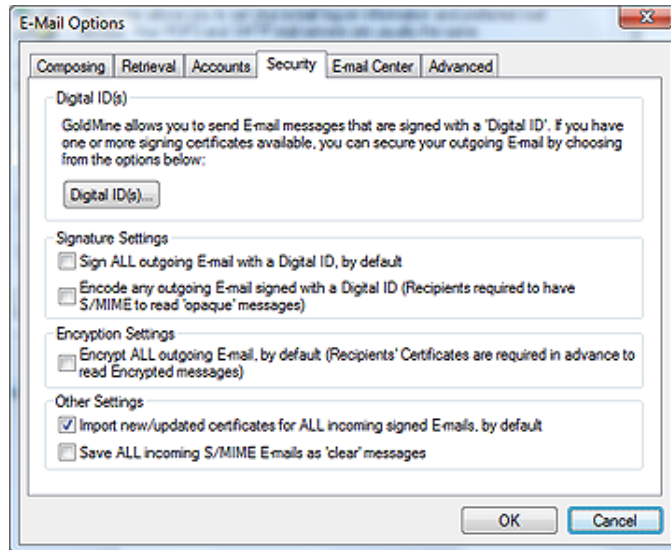 E-Mail Options
Composing Retrieval Accounts Security E-mail Center Advanced
Digital ID(s)
GoldMine allows you to send E-mail messages that are signed with a 'Digital ID'. If you have
one or more signing certificates available, you can secure your outgoing E-mail by choosing
from the options below:
Digital ID(s)...
Signature Settings
Sign ALL outgoing E-mail with a Digital ID, by default
Encode any outgoing E-mail signed with a Digital ID (Recipients required to have
S/MIME to read 'opaque' messages)
Encryption Settings
Encrypt ALL outgoing E-mail, by default (Recipients' Certificates are required in advance to
read Encrypted messages)
Other Settings
Import new/updated certificates for ALL incoming signed E-mails, by default
Save ALL incoming S/MIME E-mails as 'clear' messages
OK Cancel